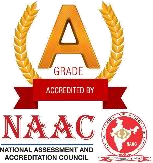 A
GRADE
ACCREDITED BY
NAAC
NATIONAL ASSESSMENT AND
ACCREDITATION COUNCIL